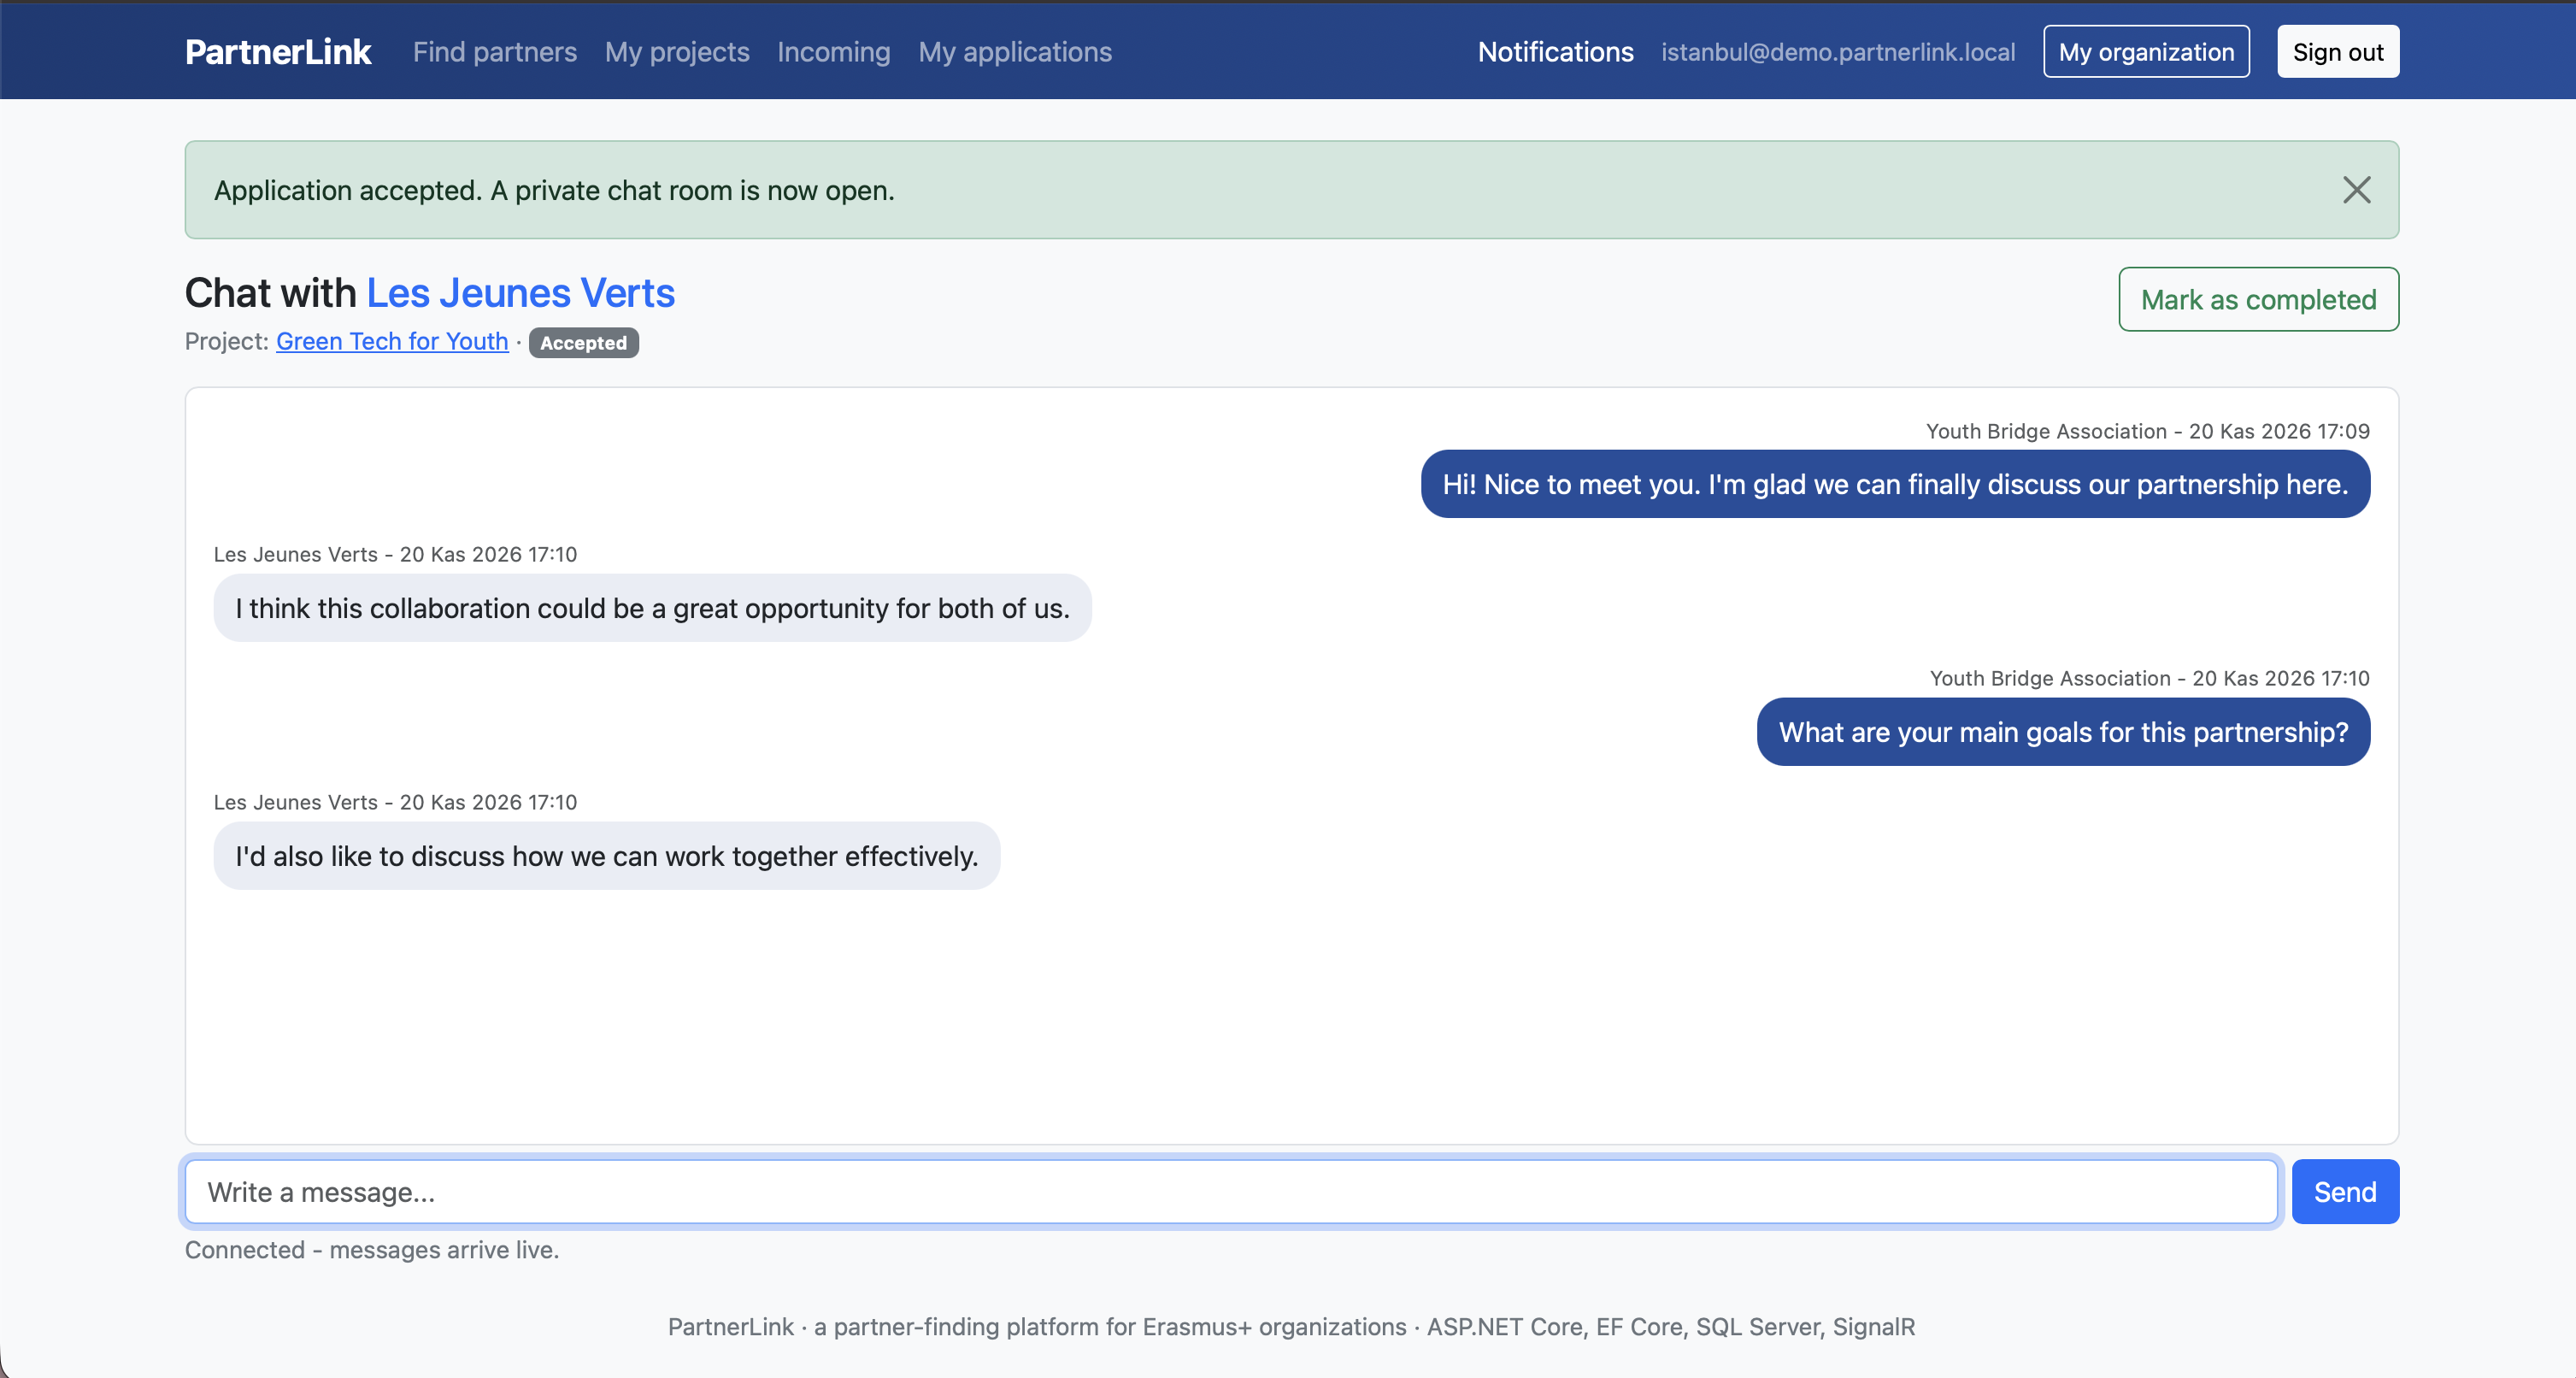 PartnerLink Find partners My projects Incoming My applications Notifications istanbul@demo.partnerlink.local My organization Sign out
Application accepted. A private chat room is now open.
Chat with Les Jeunes Verts
Mark as completed
Project: Green Tech for Youth · Accepted
Youth Bridge Association - 20 Kas 2026 17:09
Hi! Nice to meet you. I'm glad we can finally discuss our partnership here.
Les Jeunes Verts - 20 Kas 2026 17:10
I think this collaboration could be a great opportunity for both of us.
Youth Bridge Association - 20 Kas 2026 17:10
What are your main goals for this partnership?
Les Jeunes Verts - 20 Kas 2026 17:10
I'd also like to discuss how we can work together effectively.
Write a message...
Send
Connected - messages arrive live.
PartnerLink · a partner-finding platform for Erasmus+ organizations · ASP.NET Core, EF Core, SQL Server, SignalR